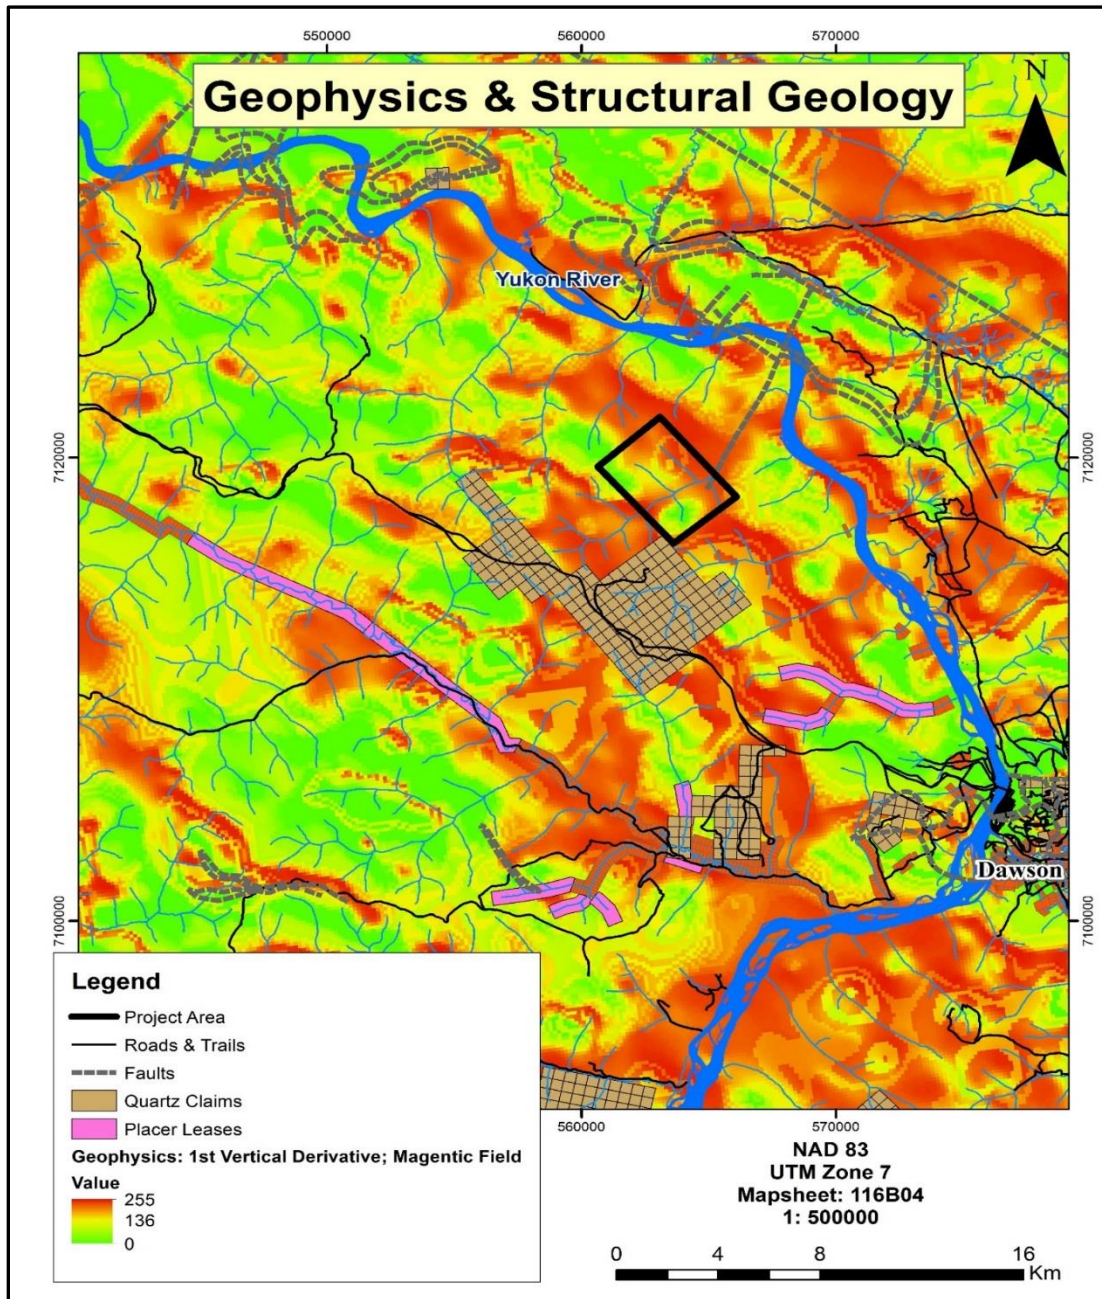 550000 560000 570000
Geophysics & Structural Geology
N
Yukon River
7120000 7120000
Dawson
7100000 7100000
Legend
Project Area
Roads & Trails
Faults
Quartz Claims
Placer Leases
Geophysics: 1st Vertical Derivative; Magentic Field
Value
255
136
0
560000 570000
NAD 83
UTM Zone 7
Mapsheet: 116B04
1: 500000
0 4 8 16
Km